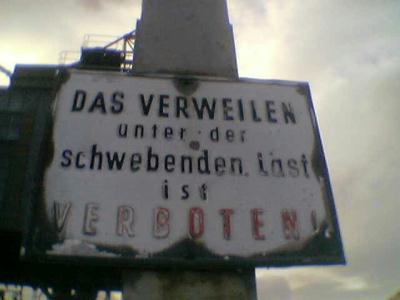 DAS VERWEILEN
unter der
schwebenden Last
ist
VERBOTEN!